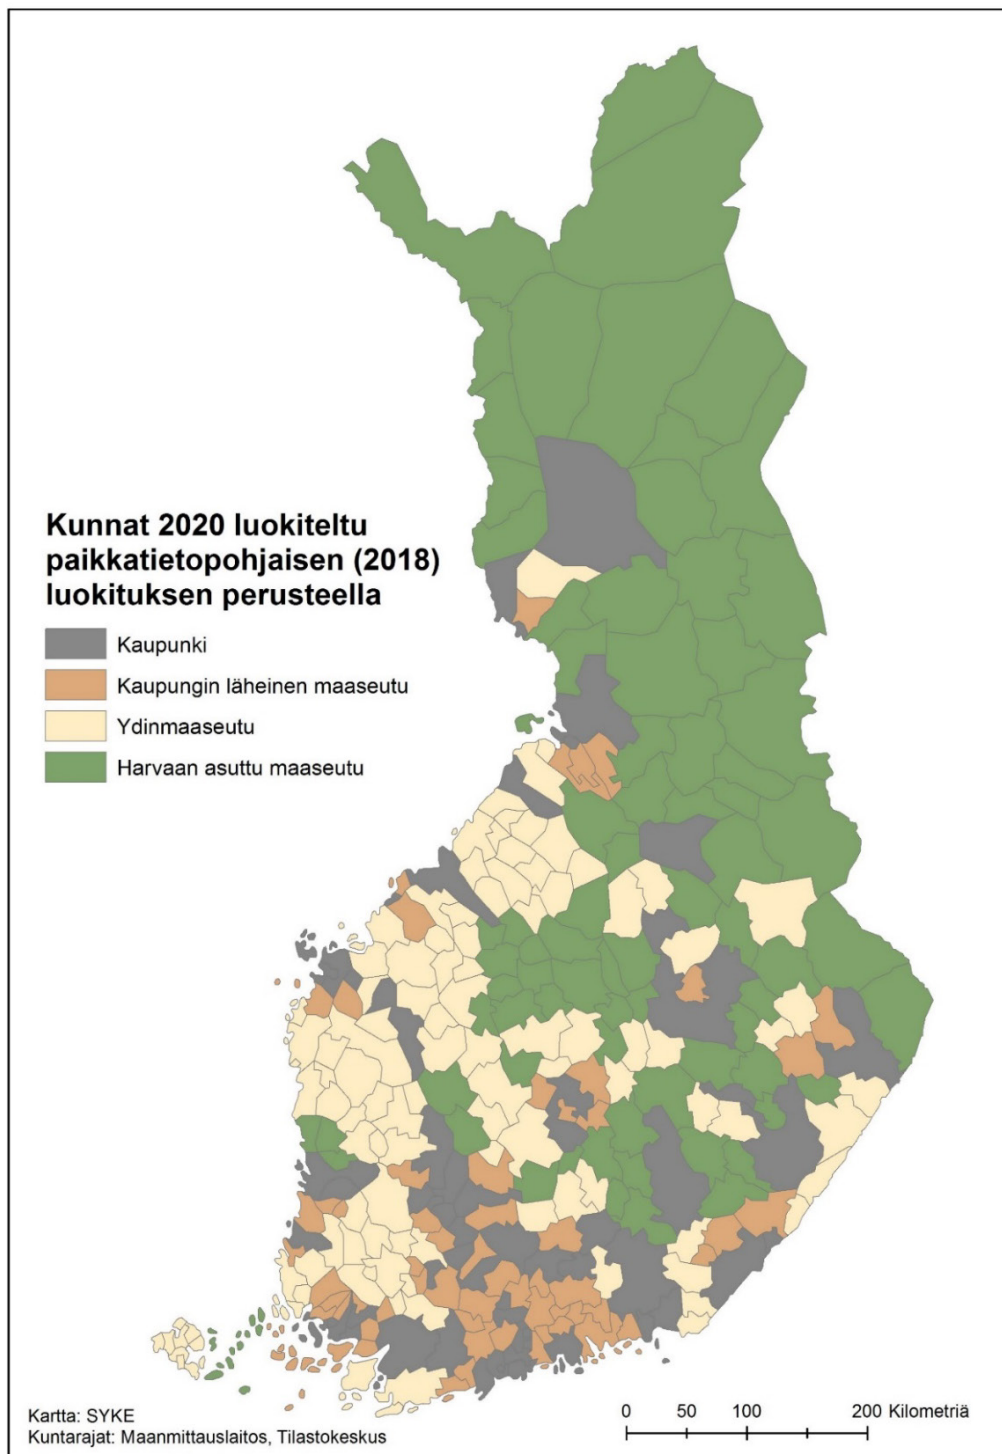 Kunnat 2020 luokiteltu
paikkatietopohjaisen (2018)
luokituksen perusteella
Kaupunki
Kaupungin läheinen maaseutu
Ydinmaaseutu
Harvaan asuttu maaseutu
Kartta: SYKE
Kuntarajat: Maanmittauslaitos, Tilastokeskus
0 50 100 200 Kilometriä